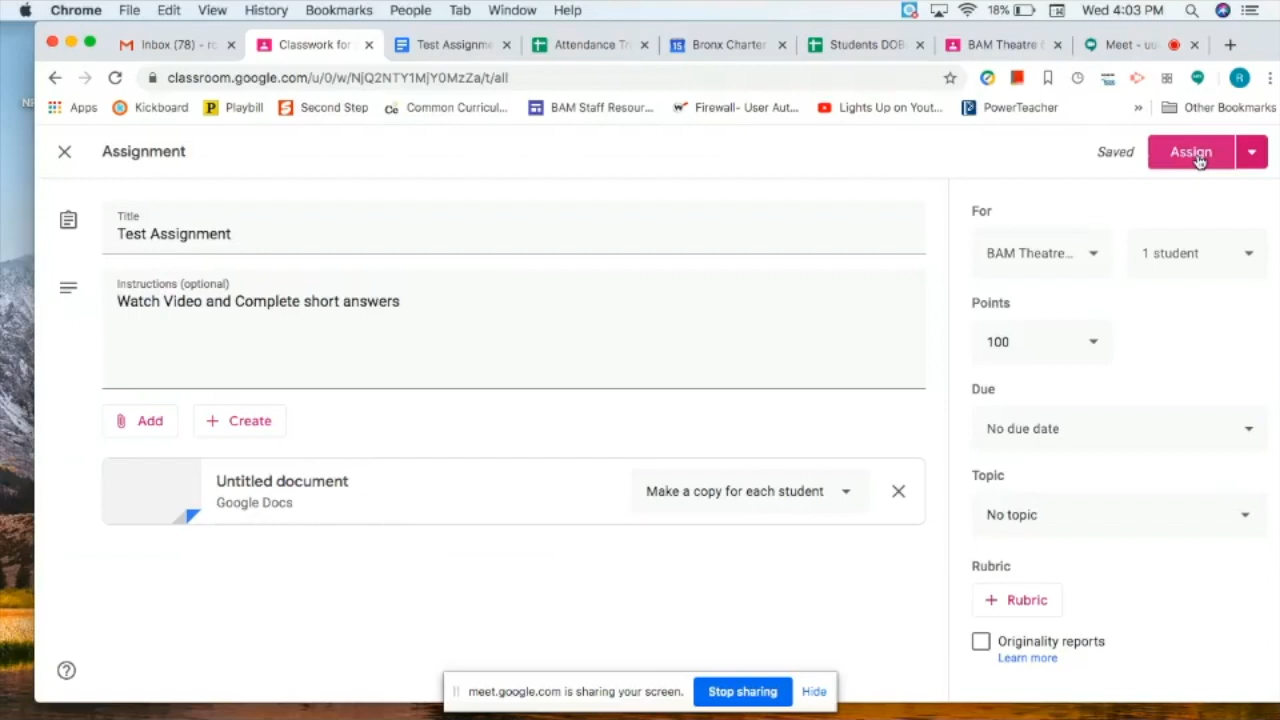 Chrome File Edit View History Bookmarks People Tab Window Help 18% Wed 4:03 PM
Inbox (78) - rc Classwork for Test Assignme Attendance Tr Bronx Charter Students DOB BAM Theatre Meet - uu
classroom.google.com/u/0/w/NjQ2NTY1MjY0MzZa/t/all R
Apps Kickboard Playbill Second Step Common Curricul... BAM Staff Resour... Firewall- User Aut... Lights Up on Yout... PowerTeacher » Other Bookmarks
Assignment Saved Assign
Title
Test Assignment
Instructions (optional)
Watch Video and Complete short answers
Add + Create
Untitled document
Google Docs
Make a copy for each student
For
BAM Theatre... 1 student
Points
100
Due
No due date
Topic
No topic
Rubric
+ Rubric
Originality reports
Learn more
meet.google.com is sharing your screen. Stop sharing Hide